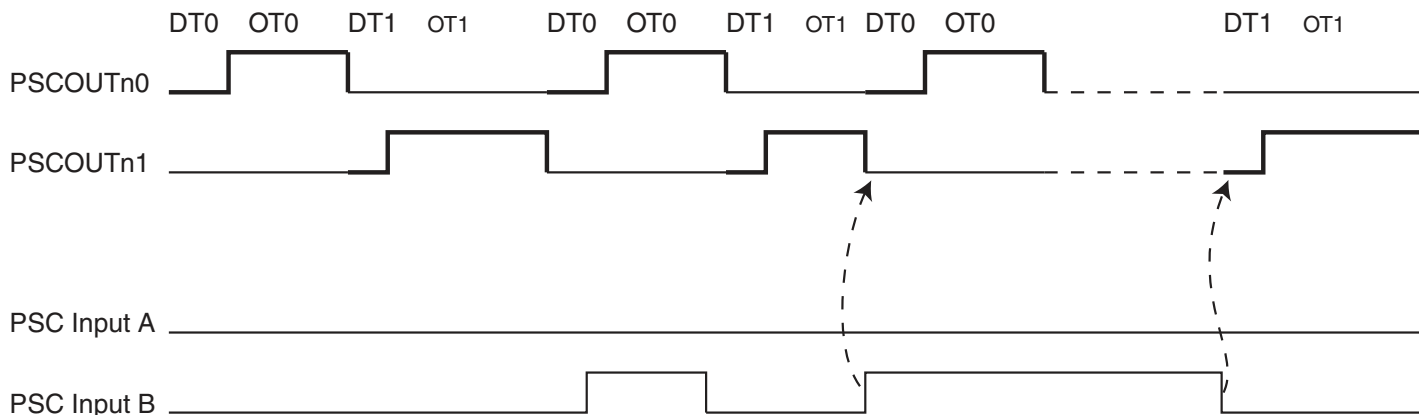 DT0 OT0 DT1 OT1 DT0 OT0 DT1 OT1 DT0 OT0 DT1 OT1
PSCOUTn0
PSCOUTn1
PSC Input A
PSC Input B